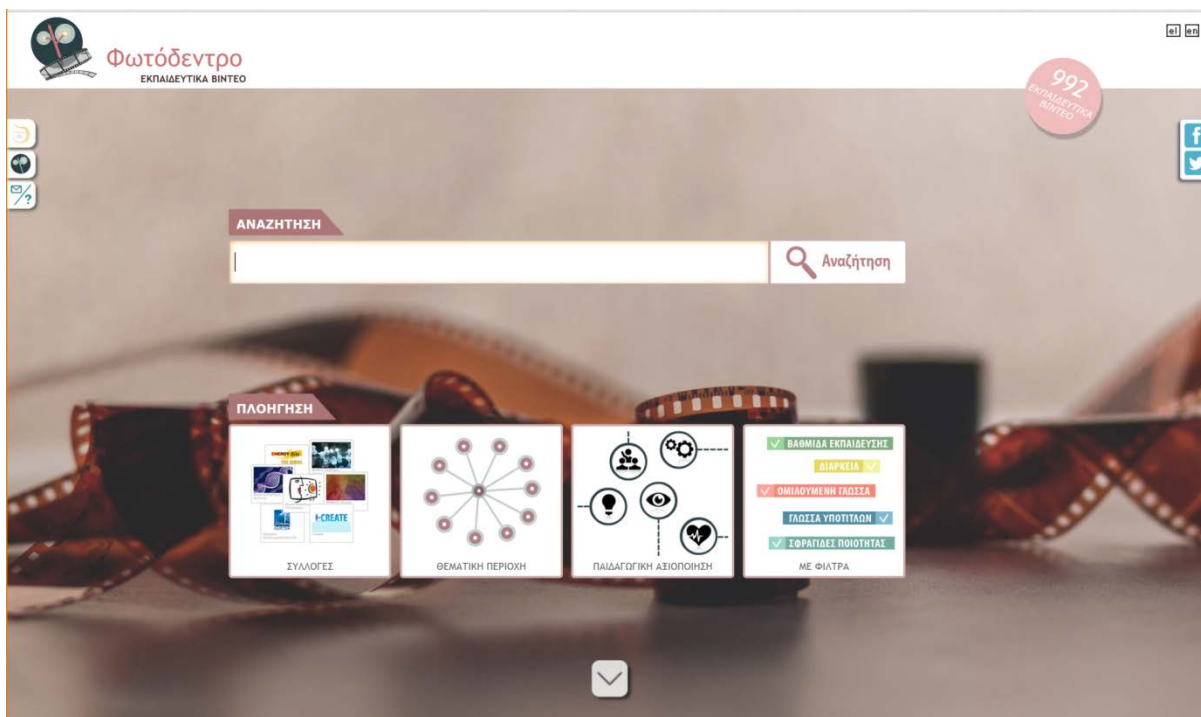 Φωτόδεντρο
ΕΚΠΑΙΔΕΥΤΙΚΑ ΒΙΝΤΕΟ
el en
992
ΕΚΠΑΙΔΕΥΤΙΚΑ
ΒΙΝΤΕΟ
?
f
ΑΝΑΖΗΤΗΣΗ
Αναζήτηση
ΠΛΟΗΓΗΣΗ
i-CREATE
ΣΥΛΛΟΓΕΣ
ΘΕΜΑΤΙΚΗ ΠΕΡΙΟΧΗ
ΠΑΙΔΑΓΩΓΙΚΗ ΑΞΙΟΠΟΙΗΣΗ
ΒΑΘΜΙΔΑ ΕΚΠΑΙΔΕΥΣΗΣ
ΔΙΑΡΚΕΙΑ
ΟΜΙΛΟΥΜΕΝΗ ΓΛΩΣΣΑ
ΓΛΩΣΣΑ ΥΠΟΤΙΤΛΩΝ
ΣΦΡΑΓΙΔΕΣ ΠΟΙΟΤΗΤΑΣ
ΜΕ ΦΙΛΤΡΑ